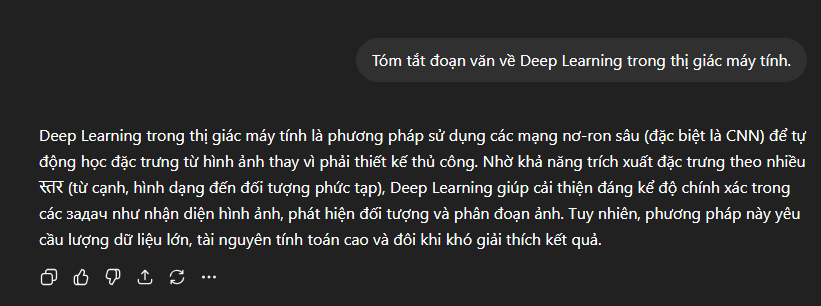 Tóm tắt đoạn văn về Deep Learning trong thị giác máy tính.
Deep Learning trong thị giác máy tính là phương pháp sử dụng các mạng nơ-ron sâu (đặc biệt là CNN) để tự
động học đặc trưng từ hình ảnh thay vì phải thiết kế thủ công. Nhờ khả năng trích xuất đặc trưng theo nhiều
स्तर (từ cạnh, hình dạng đến đối tượng phức tạp), Deep Learning giúp cải thiện đáng kể độ chính xác trong
các задач như nhận diện hình ảnh, phát hiện đối tượng và phân đoạn ảnh. Tuy nhiên, phương pháp này yêu
cầu lượng dữ liệu lớn, tài nguyên tính toán cao và đôi khi khó giải thích kết quả.